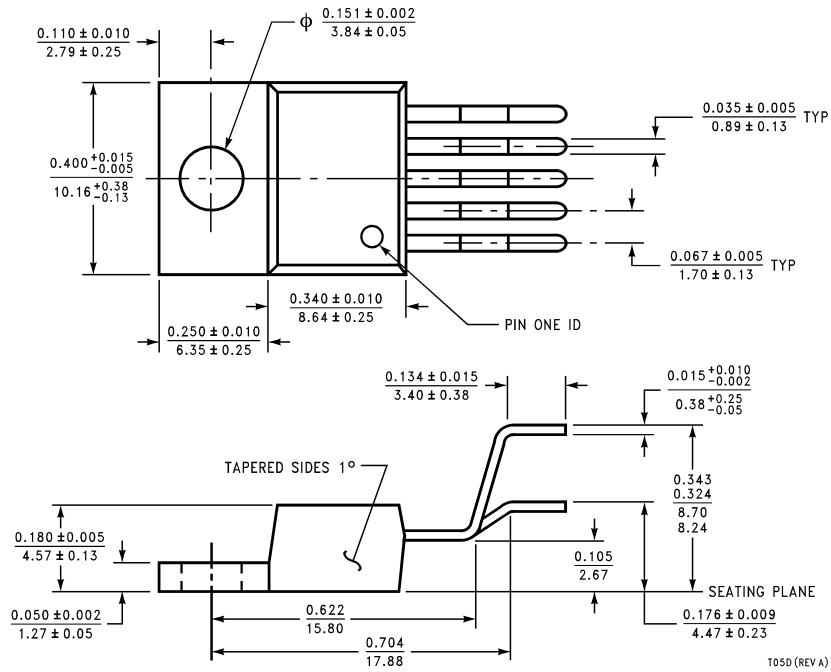 0.110 ± 0.010
2.79 ± 0.25
ϕ 0.151 ± 0.002
3.84 ± 0.05
0.035 ± 0.005
0.89 ± 0.13
TYP
0.400 +0.015 -0.005
10.16 +0.38 -0.13
0.067 ± 0.005
1.70 ± 0.13
TYP
0.340 ± 0.010
8.64 ± 0.25
0.250 ± 0.010
6.35 ± 0.25
PIN ONE ID
0.134 ± 0.015
3.40 ± 0.38
0.015 +0.010 -0.002
0.38 +0.25 -0.05
TAPERED SIDES 1°
0.343
0.324
8.70
8.24
0.180 ± 0.005
4.57 ± 0.13
0.105
2.67
SEATING PLANE
0.050 ± 0.002
1.27 ± 0.05
0.622
15.80
0.176 ± 0.009
4.47 ± 0.23
0.704
17.88
T05D (REV A)